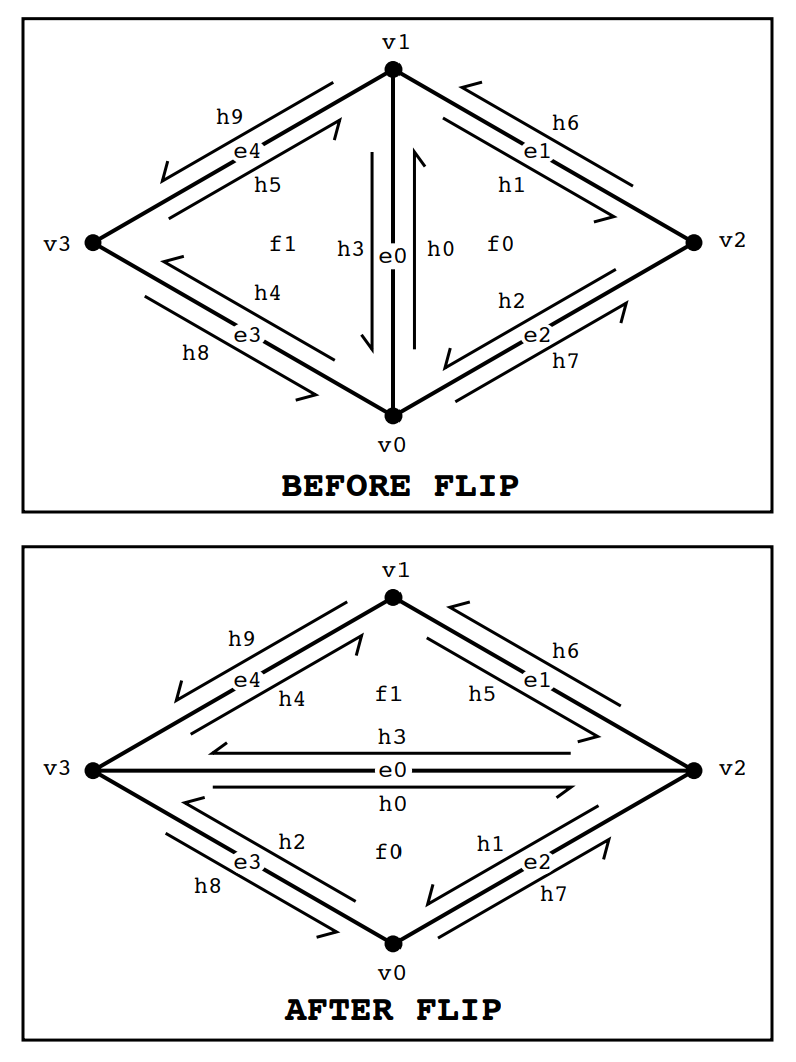 v1
h9 h6
e4 e1
h5 h1
v3 f1 h3 e0 h0 f0 v2
h4 h2
h8 e3 e2 h7
v0
BEFORE FLIP
v1
h9 h6
e4 e1
h4 f1 h5
h3
v3 e0 v2
h0
h2 f0 h1
e3 e2
h8 h7
v0
AFTER FLIP